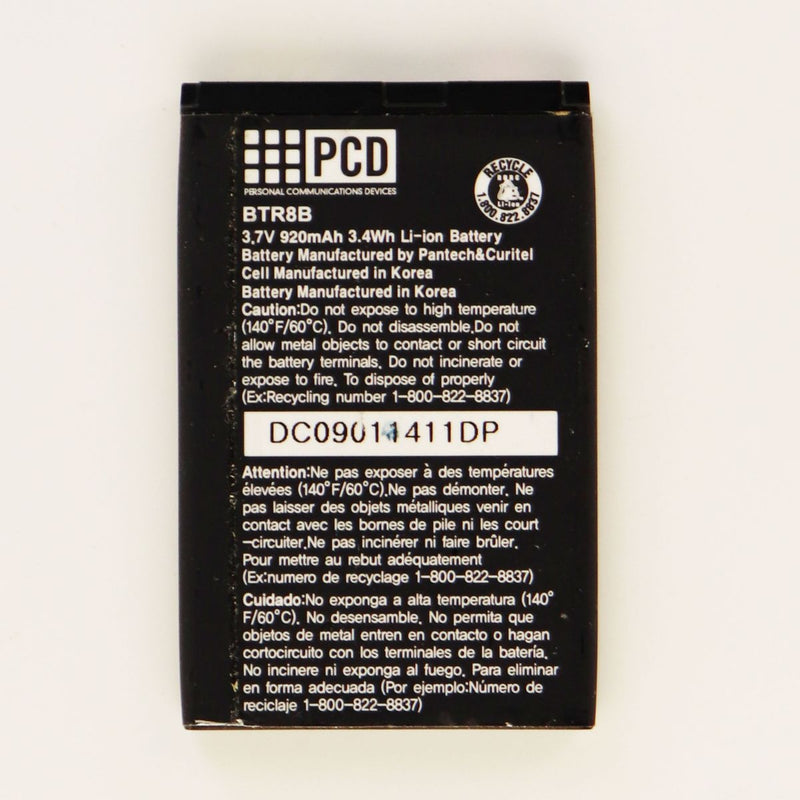 PCD
PERSONAL COMMUNICATIONS DEVICES
RECYCLE
Li-ion
1.800.822.8837
BTR8B
3.7V 920mAh 3.4Wh Li-ion Battery
Battery Manufactured by Pantech&Curitel
Cell Manufactured in Korea
Battery Manufactured in Korea
Caution:Do not expose to high temperature
(140°F/60°C). Do not disassemble.Do not
allow metal objects to contact or short circuit
the battery terminals. Do not incinerate or
expose to fire. To dispose of properly
(Ex:Recycling number 1-800-822-8837)
DC09011411DP
Attention:Ne pas exposer à des températures
élevées (140°F/60°C).Ne pas démonter. Ne
pas laisser des objets métalliques venir en
contact avec les bornes de pile ni les court
-circuiter.Ne pas incinérer ni faire brûler.
Pour mettre au rebut adéquatement
(Ex:numero de recyclage 1-800-822-8837)
Cuidado:No exponga a alta temperatura (140°
F/60°C). No desensamble. No permita que
objetos de metal entren en contacto o hagan
cortocircuito con los terminales de la batería.
No incinere ni exponga al fuego. Para eliminar
en forma adecuada (Por ejemplo:Número de
reciclaje 1-800-822-8837)